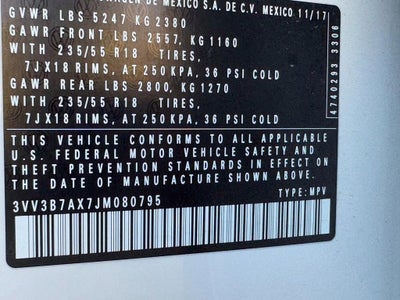 GEN DE MEXICO S.A. DE C.V. MEXICO 11/17
GVWR LBS 5247 KG 2380
GAWR FRONT LBS 2557, KG 1160
WITH 235/55 R18 TIRES,
7JX18 RIMS, AT 250 KPA, 36 PSI COLD
GAWR REAR LBS 2800, KG 1270
WITH 235/55 R18 TIRES,
7JX18 RIMS, AT 250 KPA, 36 PSI COLD
THIS VEHICLE CONFORMS TO ALL APPLICABLE
U.S. FEDERAL MOTOR VEHICLE SAFETY AND
THEFT PREVENTION STANDARDS IN EFFECT ON
THE DATE OF MANUFACTURE SHOWN ABOVE.
3VV3B7AX7JM080795 TYPE: MPV
4740293 3306